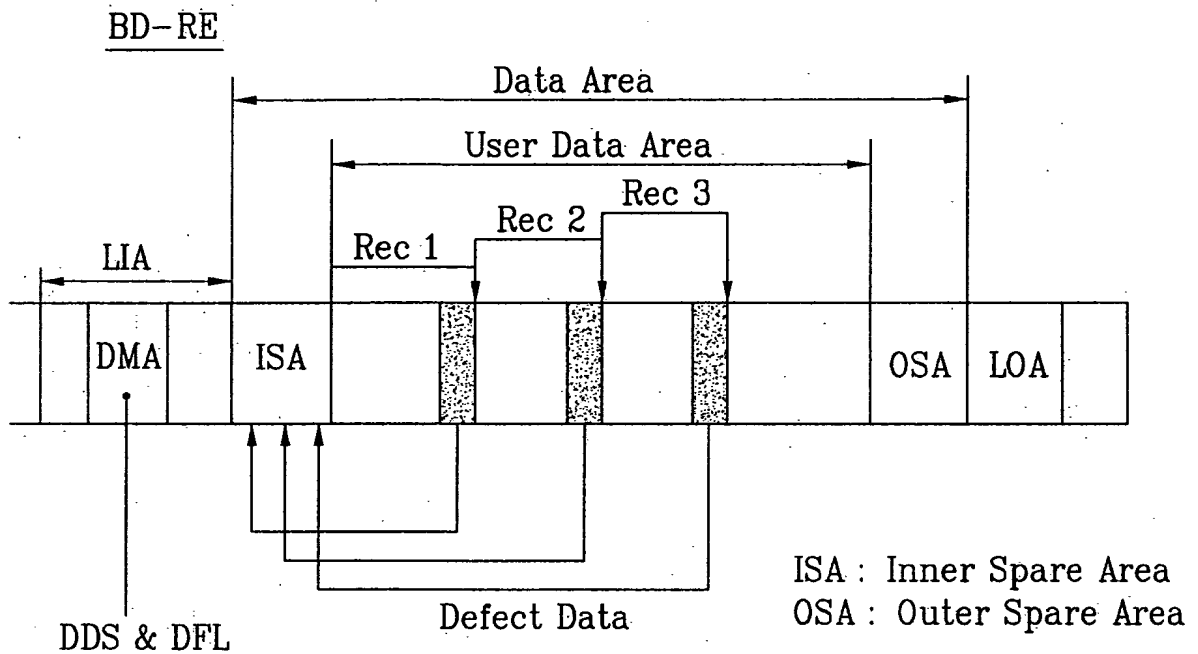 BD-RE
Data Area
User Data Area
Rec 3
Rec 2
Rec 1
LIA
DMA
ISA
OSA
LOA
ISA : Inner Spare Area
OSA : Outer Spare Area
Defect Data
DDS & DFL